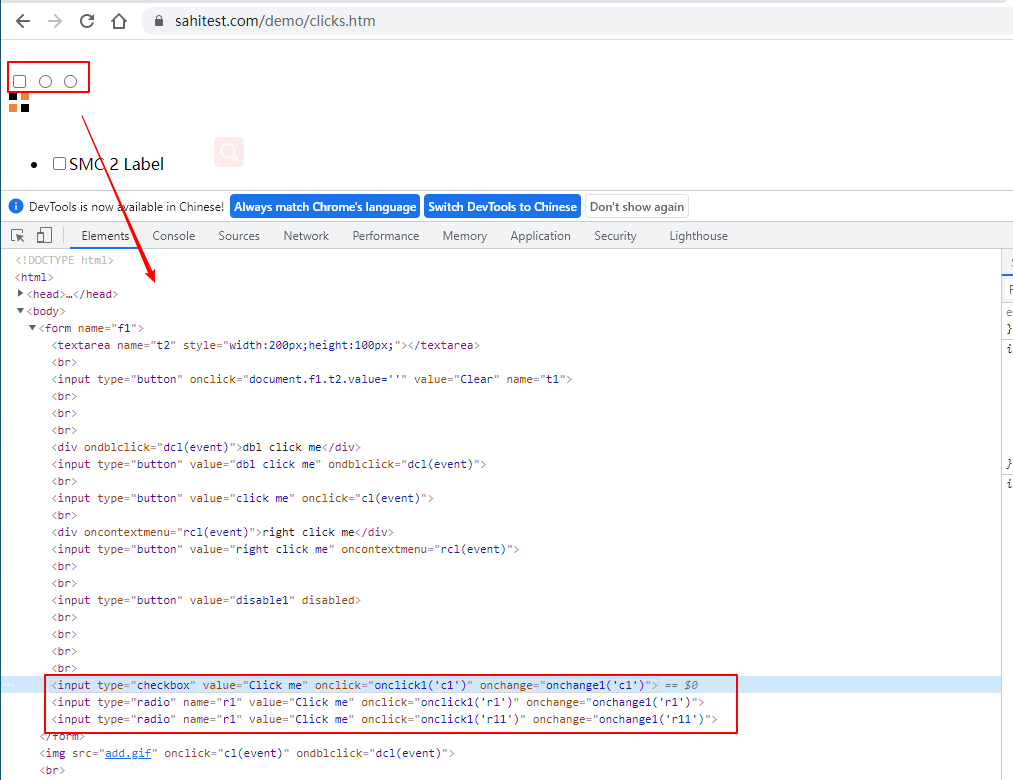 sahitest.com/demo/clicks.htm
SMC 2 Label
DevTools is now available in Chinese! Always match Chrome's language Switch DevTools to Chinese Don't show again
Elements Console Sources Network Performance Memory Application Security Lighthouse
<!DOCTYPE html>
<html>
<head>…</head>
<body>
<form name="f1">
<textarea name="t2" style="width:200px;height:100px;"></textarea>
<br>
<input type="button" onclick="document.f1.t2.value=''" value="Clear" name="t1">
<br>
<br>
<br>
<div ondblclick="dcl(event)">dbl click me</div>
<input type="button" value="dbl click me" ondblclick="dcl(event)">
<br>
<input type="button" value="click me" onclick="cl(event)">
<br>
<div oncontextmenu="rcl(event)">right click me</div>
<input type="button" value="right click me" oncontextmenu="rcl(event)">
<br>
<br>
<input type="button" value="disable1" disabled>
<br>
<br>
<br>
<br>
<input type="checkbox" value="Click me" onclick="onclick1('c1')" onchange="onchange1('c1')"> == $0
<input type="radio" name="r1" value="Click me" onclick="onclick1('r1')" onchange="onchange1('r1')">
<input type="radio" name="r1" value="Click me" onclick="onclick1('r11')" onchange="onchange1('r11')">
</form>
<img src="add.gif" onclick="cl(event)" ondblclick="dcl(event)">
<br>